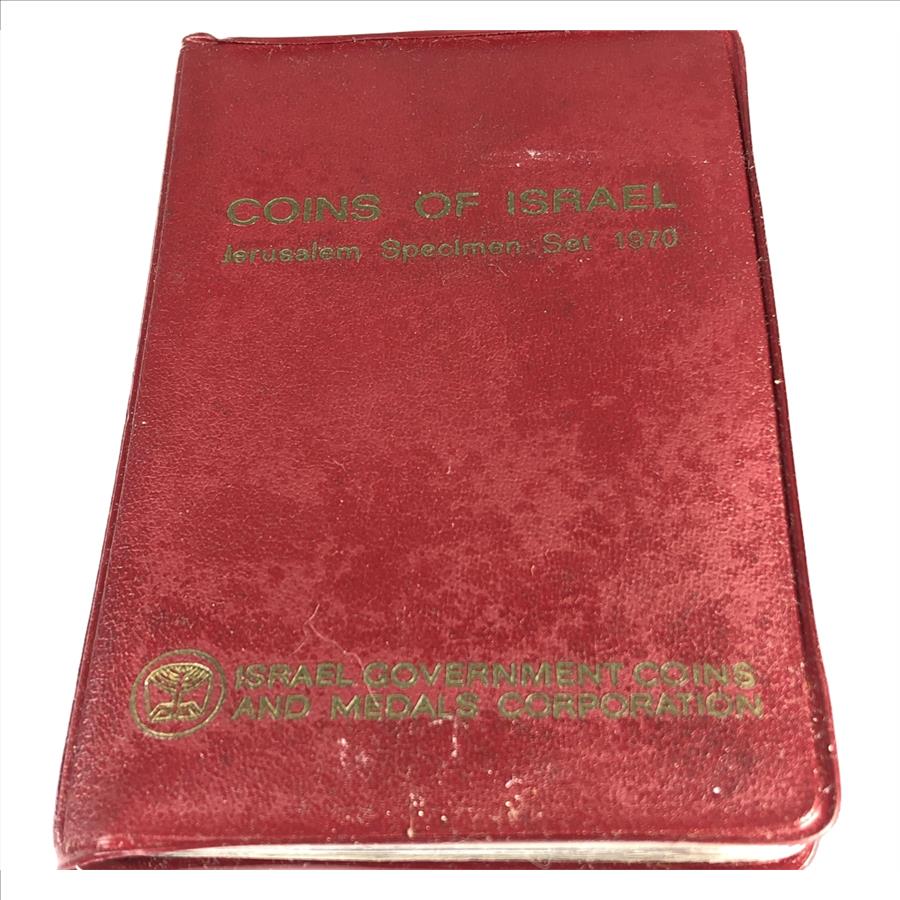 COINS OF ISRAEL
Jerusalem Specimen Set 1970
ISRAEL GOVERNMENT COINS
AND MEDALS CORPORATION